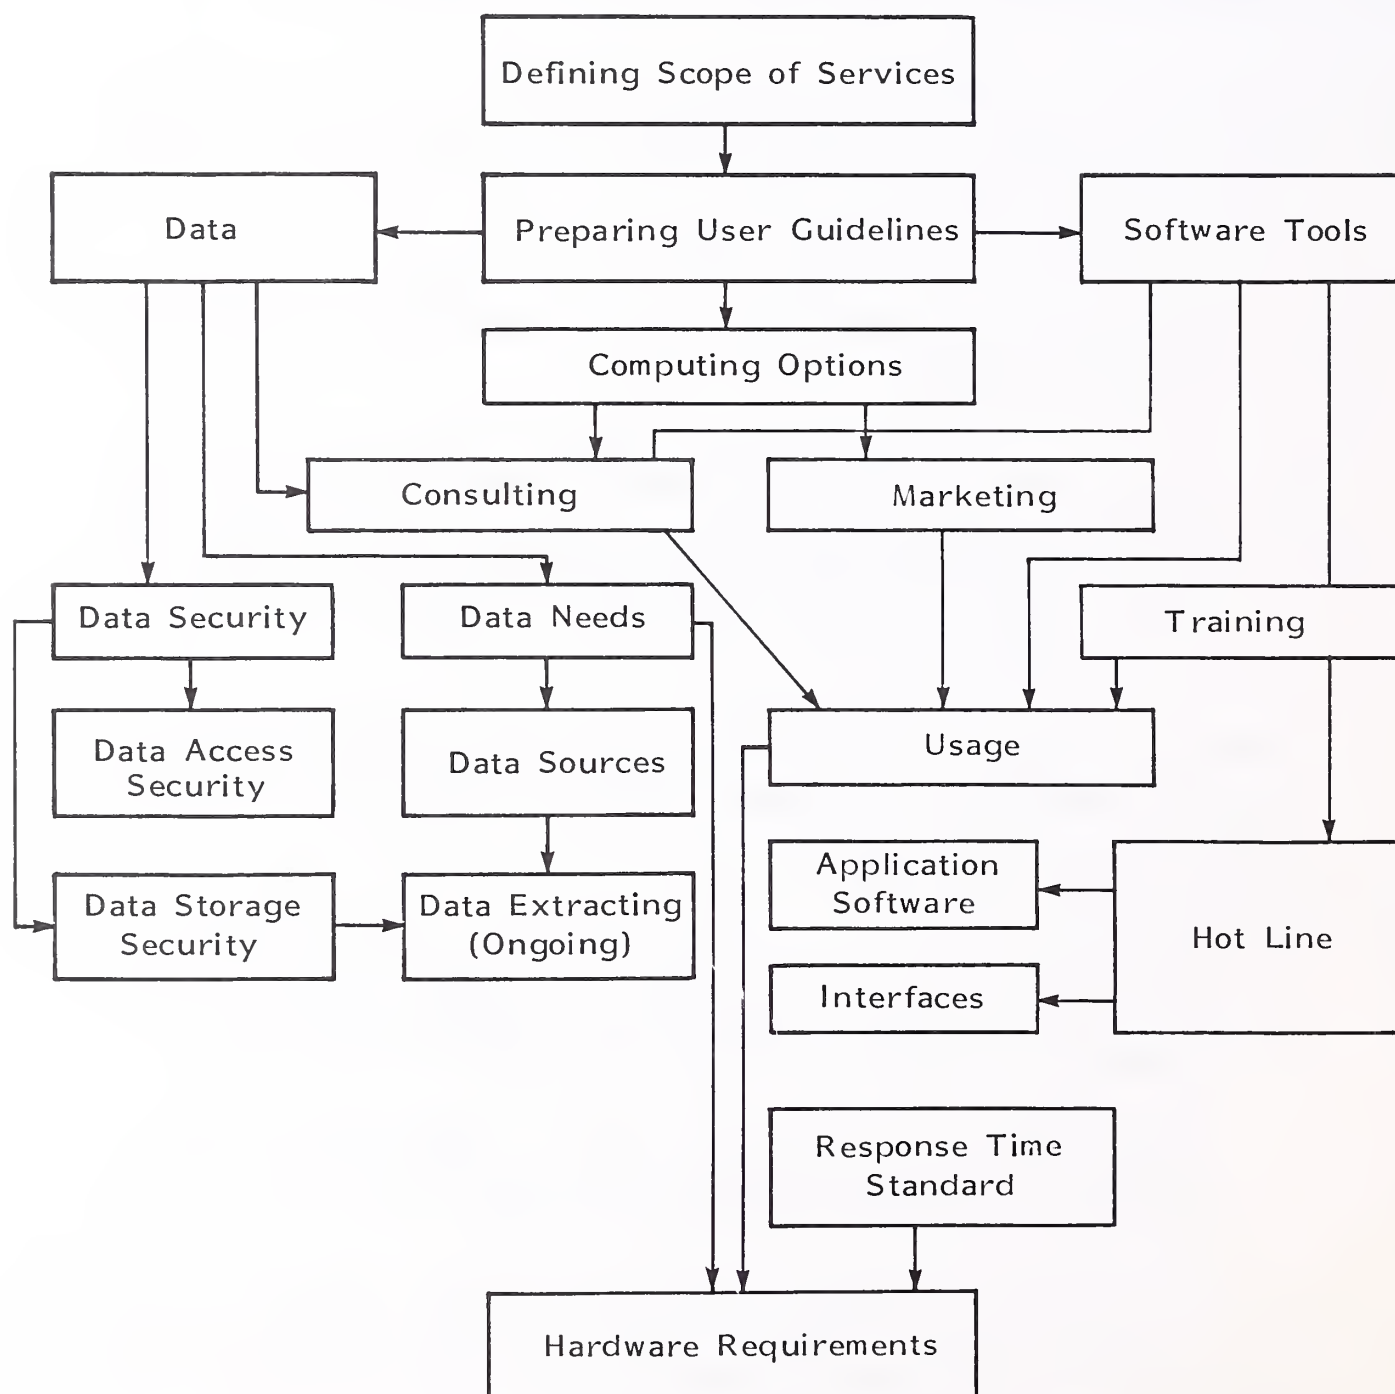 Defining Scope of Services
Data
Preparing User Guidelines
Software Tools
Computing Options
Consulting
Marketing
Data Security
Data Needs
Training
Data Access
Security
Data Sources
Usage
Application
Software
Data Storage
Security
Data Extracting
(Ongoing)
Hot Line
Interfaces
Response Time
Standard
Hardware Requirements